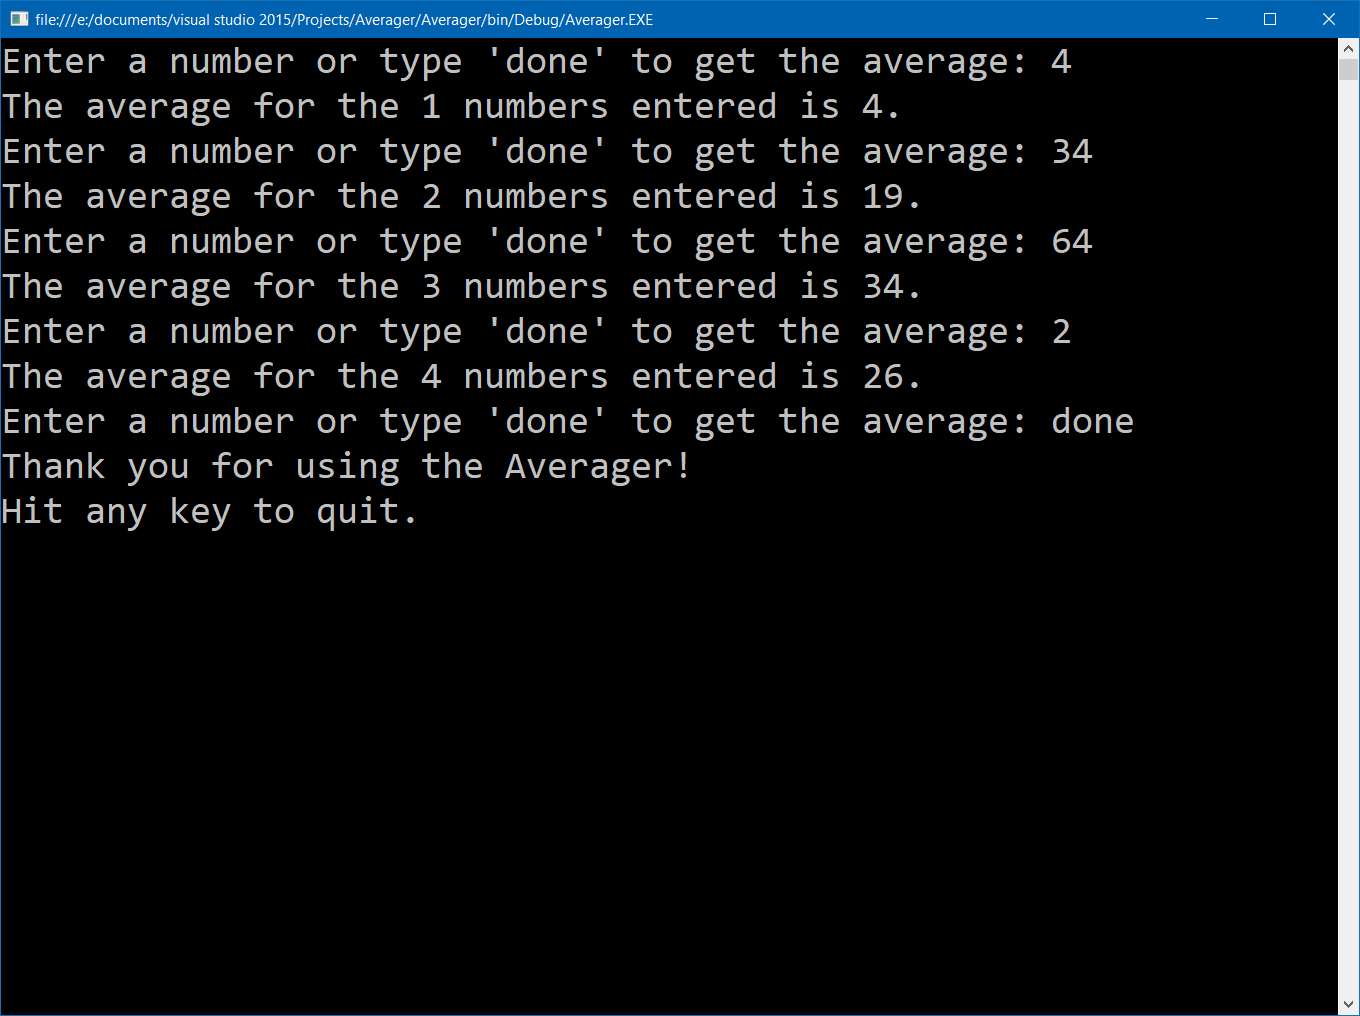 file:///e:/documents/visual studio 2015/Projects/Averager/Averager/bin/Debug/Averager.EXE
Enter a number or type 'done' to get the average: 4
The average for the 1 numbers entered is 4.
Enter a number or type 'done' to get the average: 34
The average for the 2 numbers entered is 19.
Enter a number or type 'done' to get the average: 64
The average for the 3 numbers entered is 34.
Enter a number or type 'done' to get the average: 2
The average for the 4 numbers entered is 26.
Enter a number or type 'done' to get the average: done
Thank you for using the Averager!
Hit any key to quit.